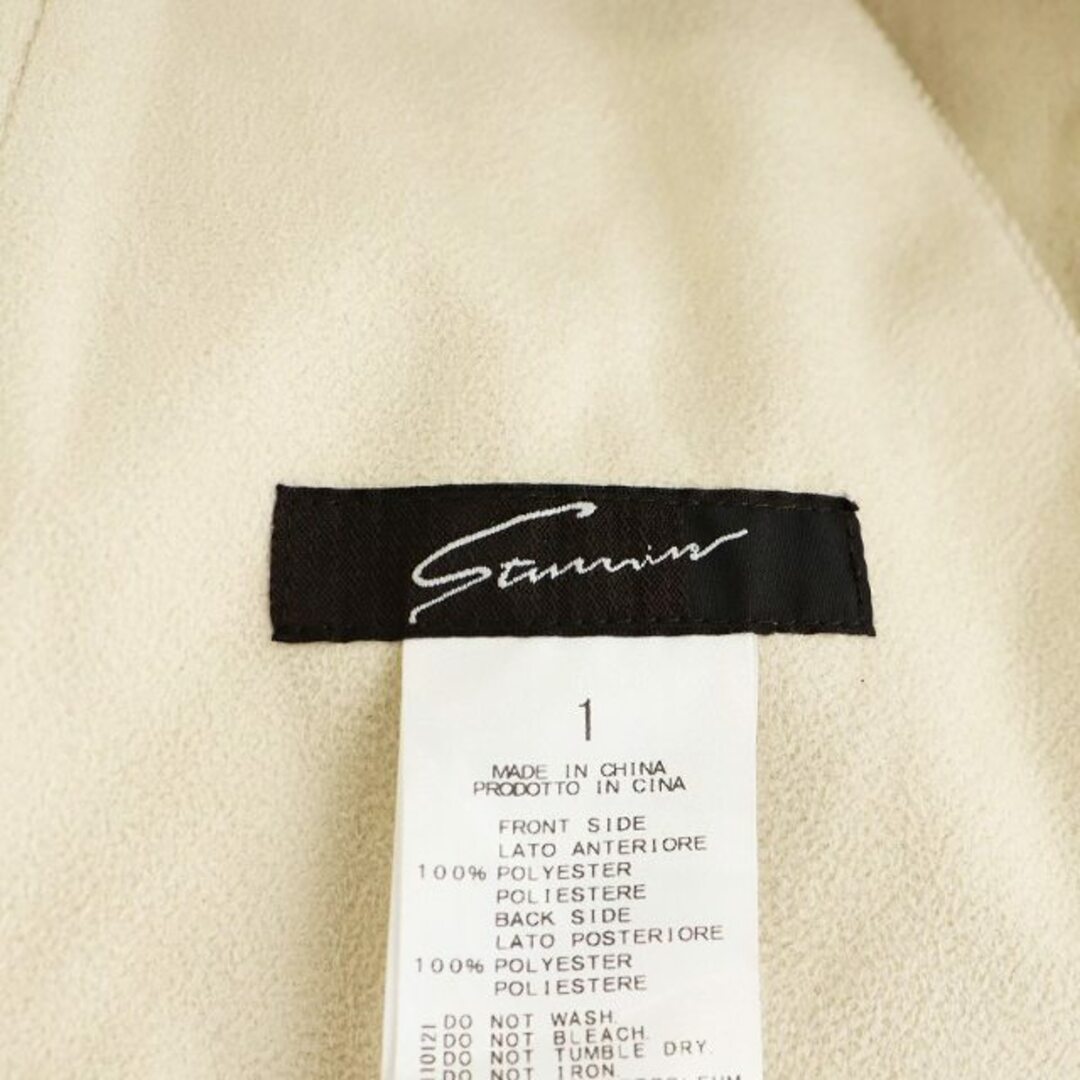 1
MADE IN CHINA
PRODOTTO IN CINA
FRONT SIDE
LATO ANTERIORE
100% POLYESTER
POLIESTERE
BACK SIDE
LATO POSTERIORE
100% POLYESTER
POLIESTERE
DO NOT WASH.
DO NOT BLEACH.
DO NOT TUMBLE DRY.
DO NOT IRON.